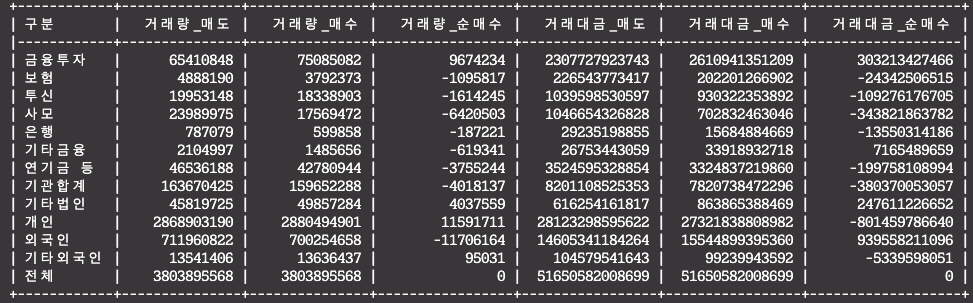 구분 거래량_매도 거래량_매수 거래량_순매수 거래대금_매도 거래대금_매수 거래대금_순매수
금융투자 65410848 75085082 9674234 2307727923743 2610941351209 303213427466
보험 4888190 3792373 -1095817 226543773417 202201266902 -24342506515
투신 19953148 18338903 -1614245 1039598530597 930322353892 -109276176705
사모 23989975 17569472 -6420503 1046654326828 702832463046 -343821863782
은행 787079 599858 -187221 29235198855 15684884669 -13550314186
기타금융 2104997 1485656 -619341 26753443059 33918932718 7165489659
연기금 등 46536188 42780944 -3755244 3524595328854 3324837219860 -199758108994
기관합계 163670425 159652288 -4018137 8201108525353 7820738472296 -380370053057
기타법인 45819725 49857284 4037559 616254161817 863865388469 247611226652
개인 2868903190 2880494901 11591711 28123298595622 27321838808982 -801459786640
외국인 711960822 700254658 -11706164 14605341184264 15544899395360 939558211096
기타외국인 13541406 13636437 95031 104579541643 99239943592 -5339598051
전체 3803895568 3803895568 0 51650582008699 51650582008699 0